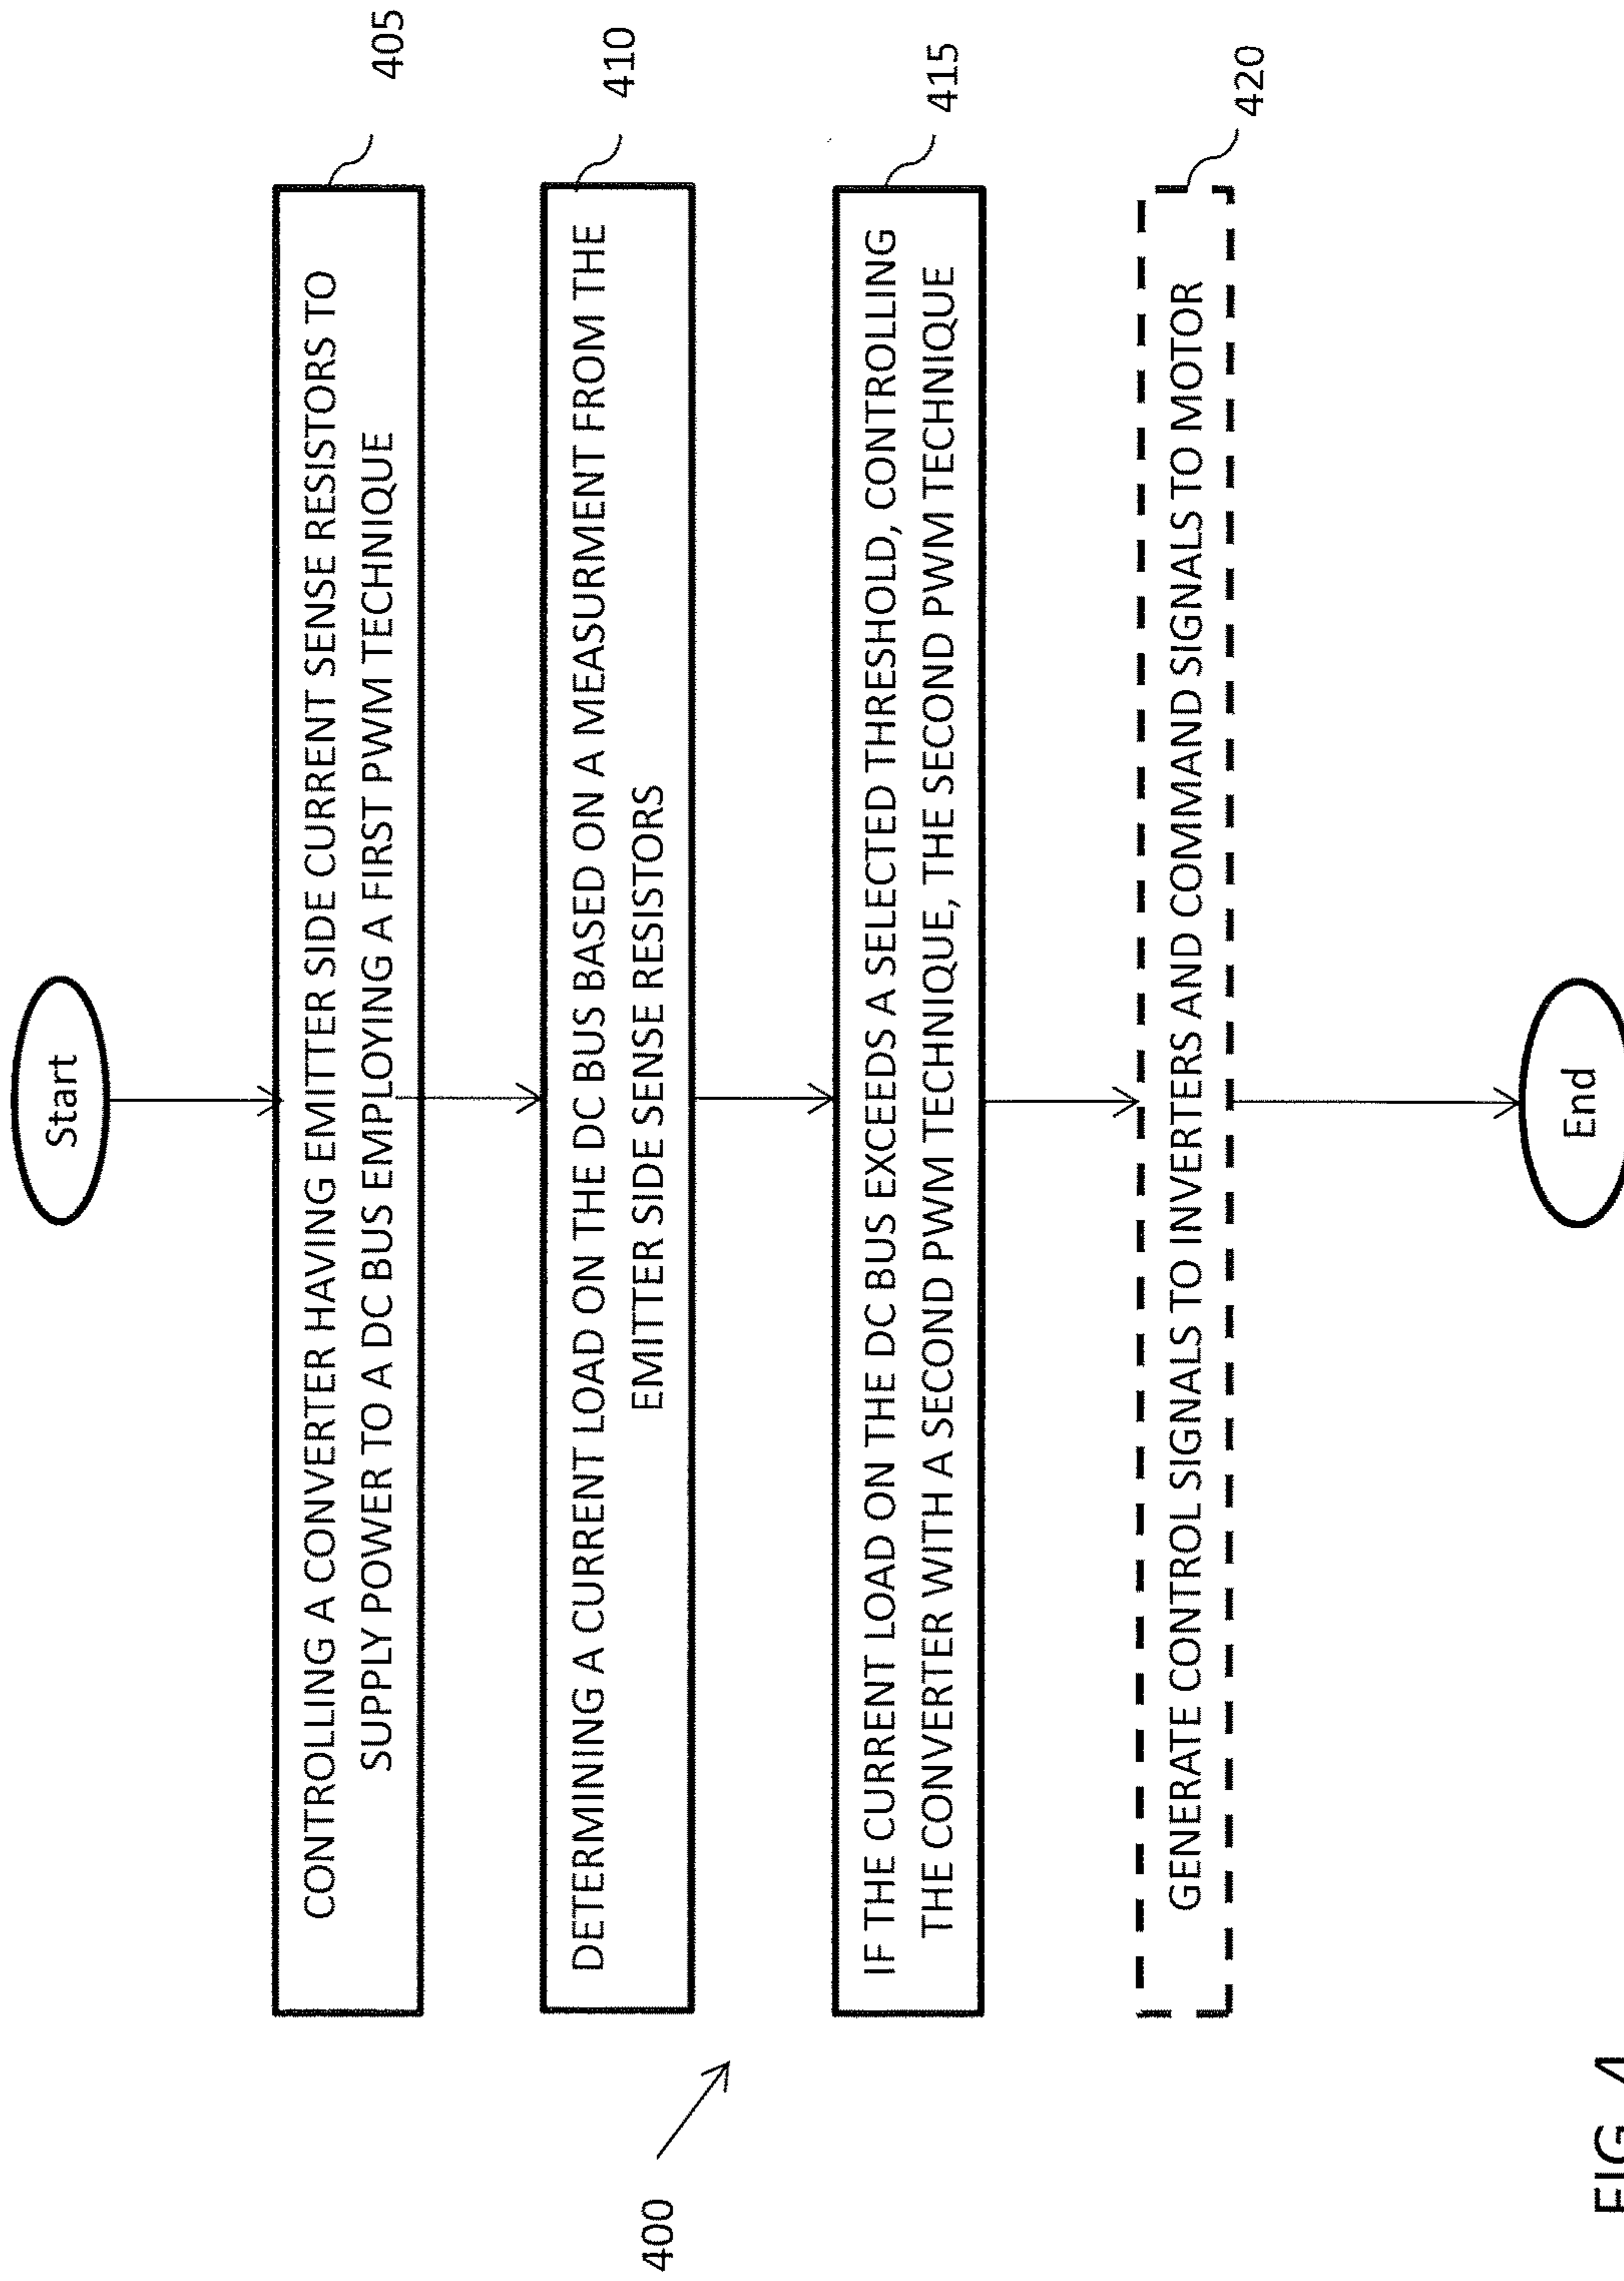 Start
CONTROLLING A CONVERTER HAVING EMITTER SIDE CURRENT SENSE RESISTORS TO
SUPPLY POWER TO A DC BUS EMPLOYING A FIRST PWM TECHNIQUE
405
DETERMINING A CURRENT LOAD ON THE DC BUS BASED ON A MEASURMENT FROM THE
EMITTER SIDE SENSE RESISTORS
410
IF THE CURRENT LOAD ON THE DC BUS EXCEEDS A SELECTED THRESHOLD, CONTROLLING
THE CONVERTER WITH A SECOND PWM TECHNIQUE, THE SECOND PWM TECHNIQUE
415
GENERATE CONTROL SIGNALS TO INVERTERS AND COMMAND SIGNALS TO MOTOR
420
400
End
FIG. 4